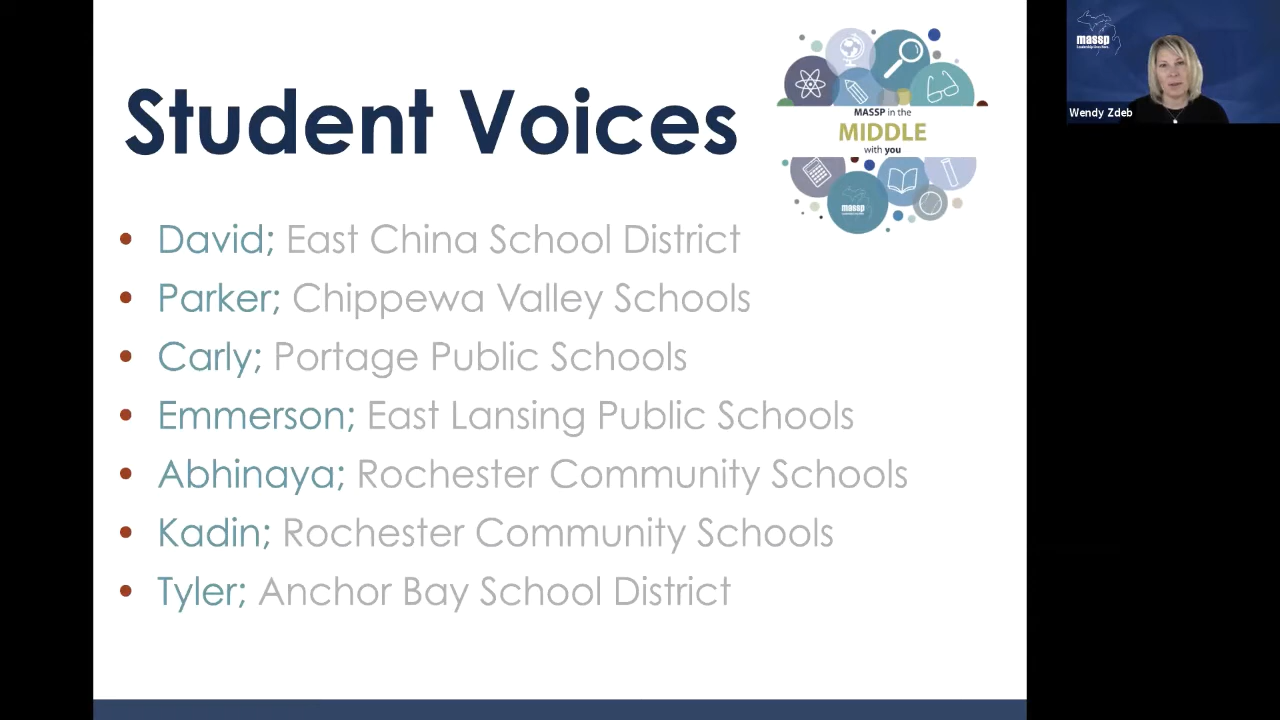 Student Voices
MASSP in the
MIDDLE
with you
massp
• David; East China School District
• Parker; Chippewa Valley Schools
• Carly; Portage Public Schools
• Emmerson; East Lansing Public Schools
• Abhinaya; Rochester Community Schools
• Kadin; Rochester Community Schools
• Tyler; Anchor Bay School District
massp
Wendy Zdeb